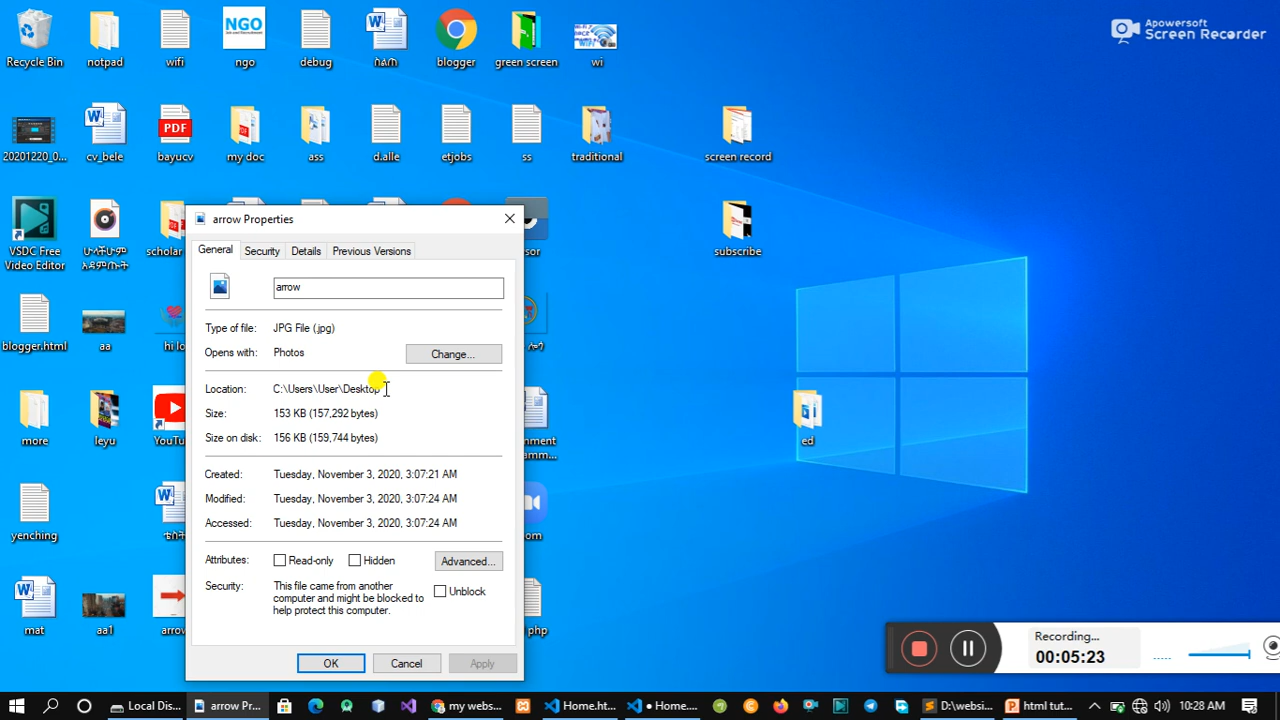 Apowersoft
Screen Recorder
NGO
Recycle Bin
notpad
wifi
ngo
debug
ስለጠ
blogger
green screen
wi
PDF
20201220_0...
cv_bele
bayucv
my doc
ass
d.alle
etjobs
ss
traditional
screen record
arrow Properties
VSDC Free
Video Editor
scholar
sor
subscribe
General
Security
Details
Previous Versions
arrow
Type of file:
JPG File (.jpg)
Opens with:
Photos
Change...
blogger.html
aa
hi lo
Location:
C:\Users\User\Desktop
Size:
153 KB (157,292 bytes)
Size on disk:
156 KB (159,744 bytes)
more
leyu
YouT
ment
amm...
ed
Created:
Tuesday, November 3, 2020, 3:07:21 AM
Modified:
Tuesday, November 3, 2020, 3:07:24 AM
Accessed:
Tuesday, November 3, 2020, 3:07:24 AM
yenching
om
Attributes:
Read-only
Hidden
Advanced...
Security:
This file came from another
computer and might be blocked to
help protect this computer.
Unblock
mat
aa1
arrow
php
OK
Cancel
Apply
Recording...
00:05:23
Local Dis...
arrow Pr...
my webs...
Home.ht...
● Home....
D:\websi...
html tut...
10:28 AM